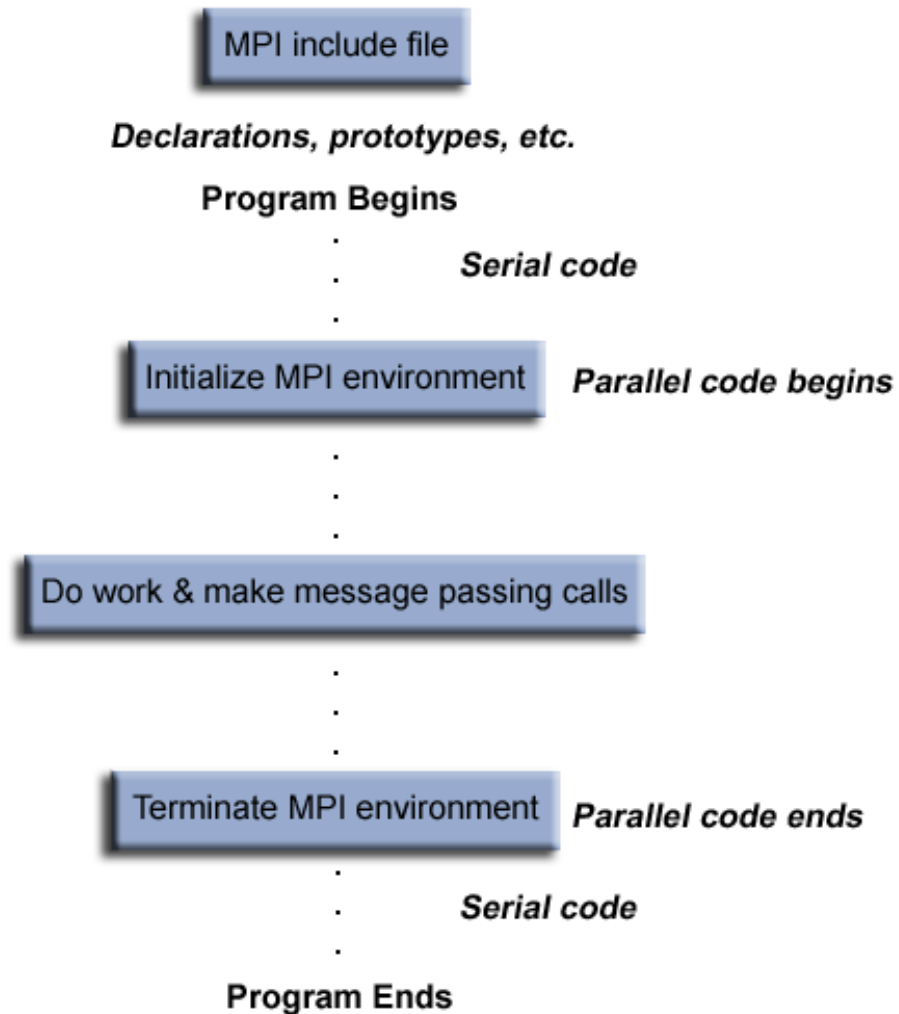 MPI include file
Declarations, prototypes, etc.
Program Begins
Serial code
Initialize MPI environment
Parallel code begins
Do work & make message passing calls
Terminate MPI environment
Parallel code ends
Serial code
Program Ends